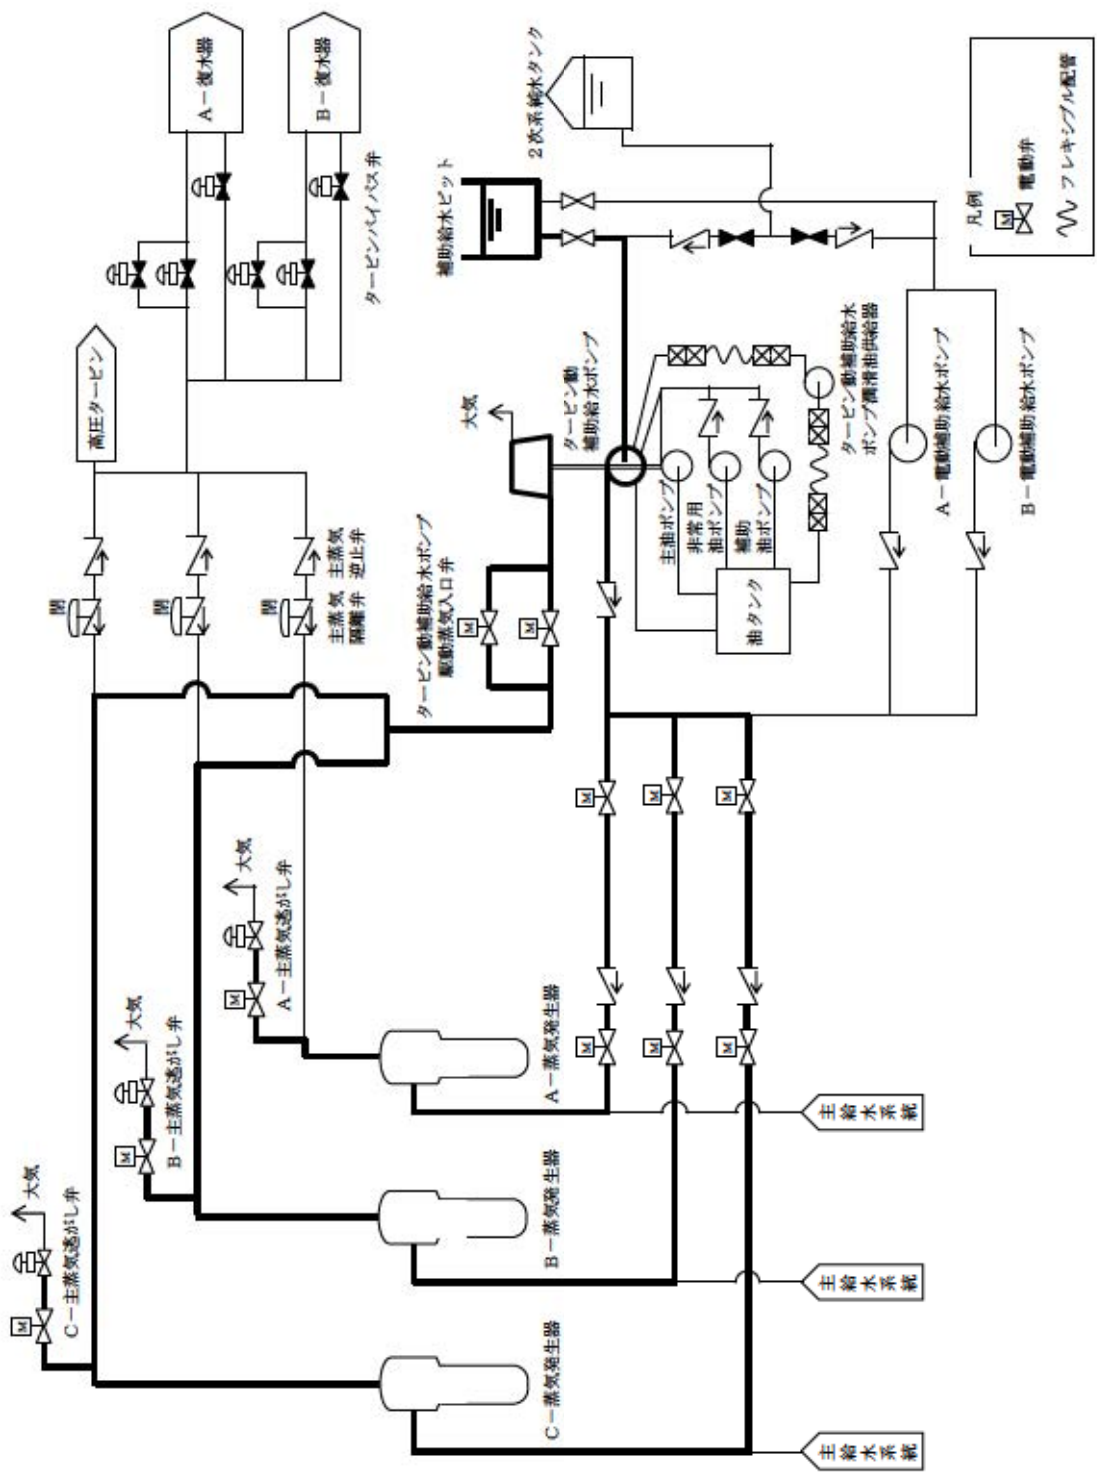 A－復水器
B－復水器
タービンバイパス弁
高圧タービン
閉
閉
閉
主蒸気
隔離弁
主蒸気
逆止弁
2次系純水タンク
補助給水ピット
凡例
M
電動弁
フレキシブル配管
大気
タービン動
補助給水ポンプ
タービン動補助給水ポンプ
駆動蒸気入口弁
M
M
主油ポンプ
非常用
油ポンプ
補助
油ポンプ
油タンク
タービン動補助給水
ポンプ潤滑油供給器
A－電動補助給水ポンプ
B－電動補助給水ポンプ
大気
M
A－主蒸気逃がし弁
大気
M
B－主蒸気逃がし弁
大気
M
C－主蒸気逃がし弁
M
M
M
M
M
M
A－蒸気発生器
B－蒸気発生器
C－蒸気発生器
主給水系統
主給水系統
主給水系統